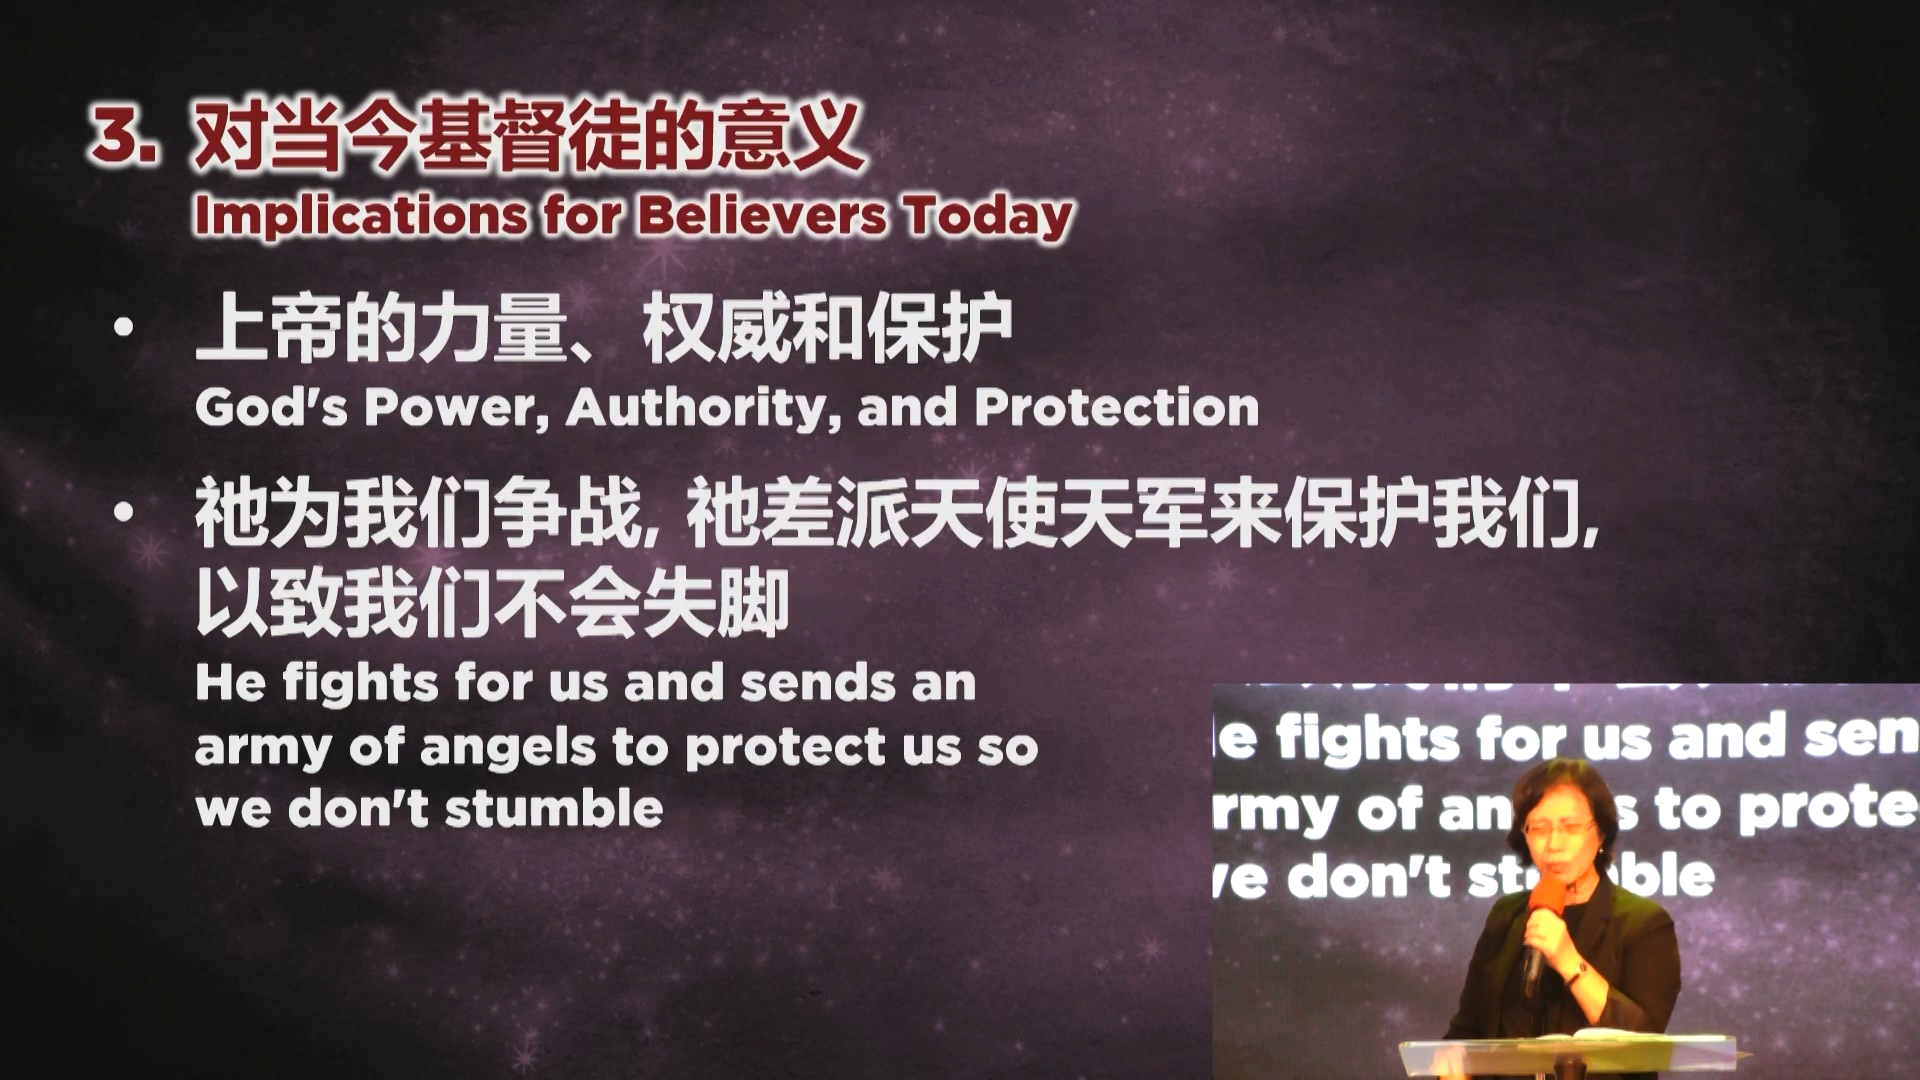 3. 对当今基督徒的意义
Implications for Believers Today
• 上帝的力量、权威和保护
God's Power, Authority, and Protection
• 祂为我们争战, 祂差派天使天军来保护我们,
以致我们不会失脚
He fights for us and sends an
army of angels to protect us so
we don't stumble
e fights for us and sen
rmy of an s to prote
e don't st ble